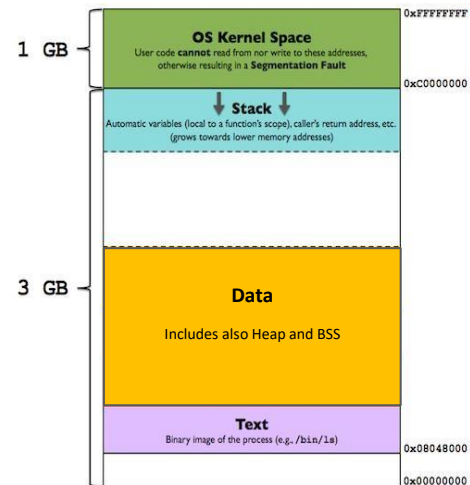 0xFFFFFFFF
1 GB
OS Kernel Space
User code cannot read from nor write to these addresses,
otherwise resulting in a Segmentation Fault
0xC0000000
Stack
Automatic variables (local to a function's scope), caller's return address, etc.
(grows towards lower memory addresses)
3 GB
Data
Includes also Heap and BSS
Text
Binary image of the process (e.g., /bin/ls)
0x08048000
0x00000000